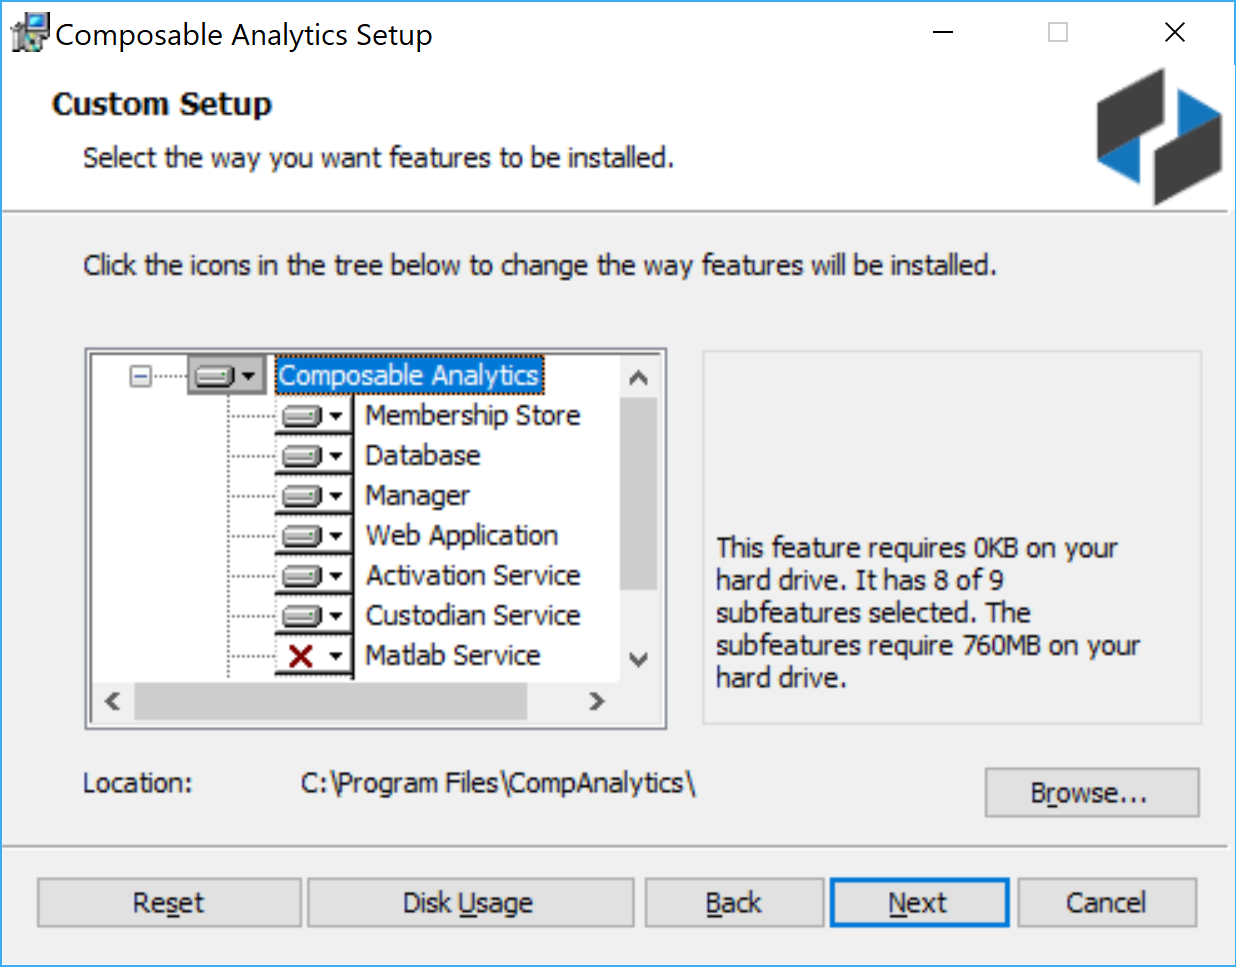 Composable Analytics Setup
Custom Setup
Select the way you want features to be installed.
Click the icons in the tree below to change the way features will be installed.
Composable Analytics
Membership Store
Database
Manager
Web Application
Activation Service
Custodian Service
Matlab Service
This feature requires 0KB on your
hard drive. It has 8 of 9
subfeatures selected. The
subfeatures require 760MB on your
hard drive.
Location:
C:\Program Files\CompAnalytics\
Browse...
Reset
Disk Usage
Back
Next
Cancel